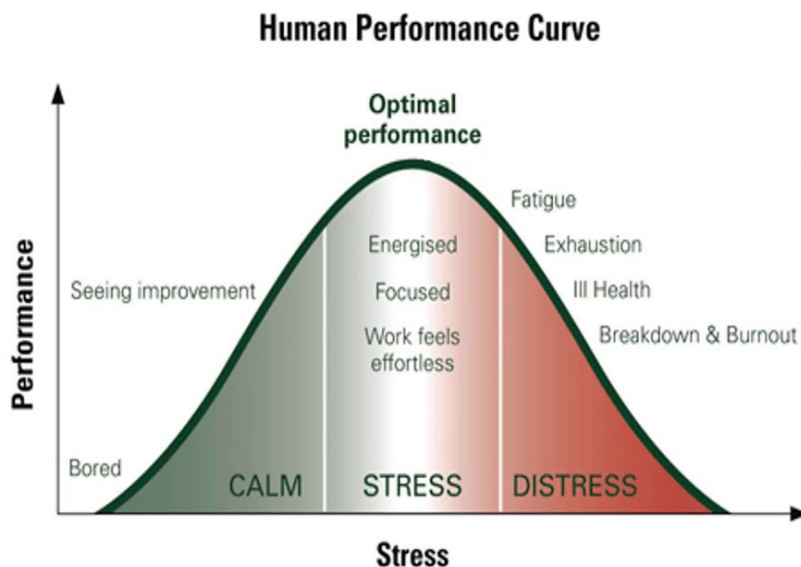 Human Performance Curve
Optimal
performance
Fatigue
Energised
Exhaustion
Seeing improvement
Focused
Ill Health
Work feels
effortless
Breakdown & Burnout
Performance
Bored
CALM
STRESS
DISTRESS
Stress